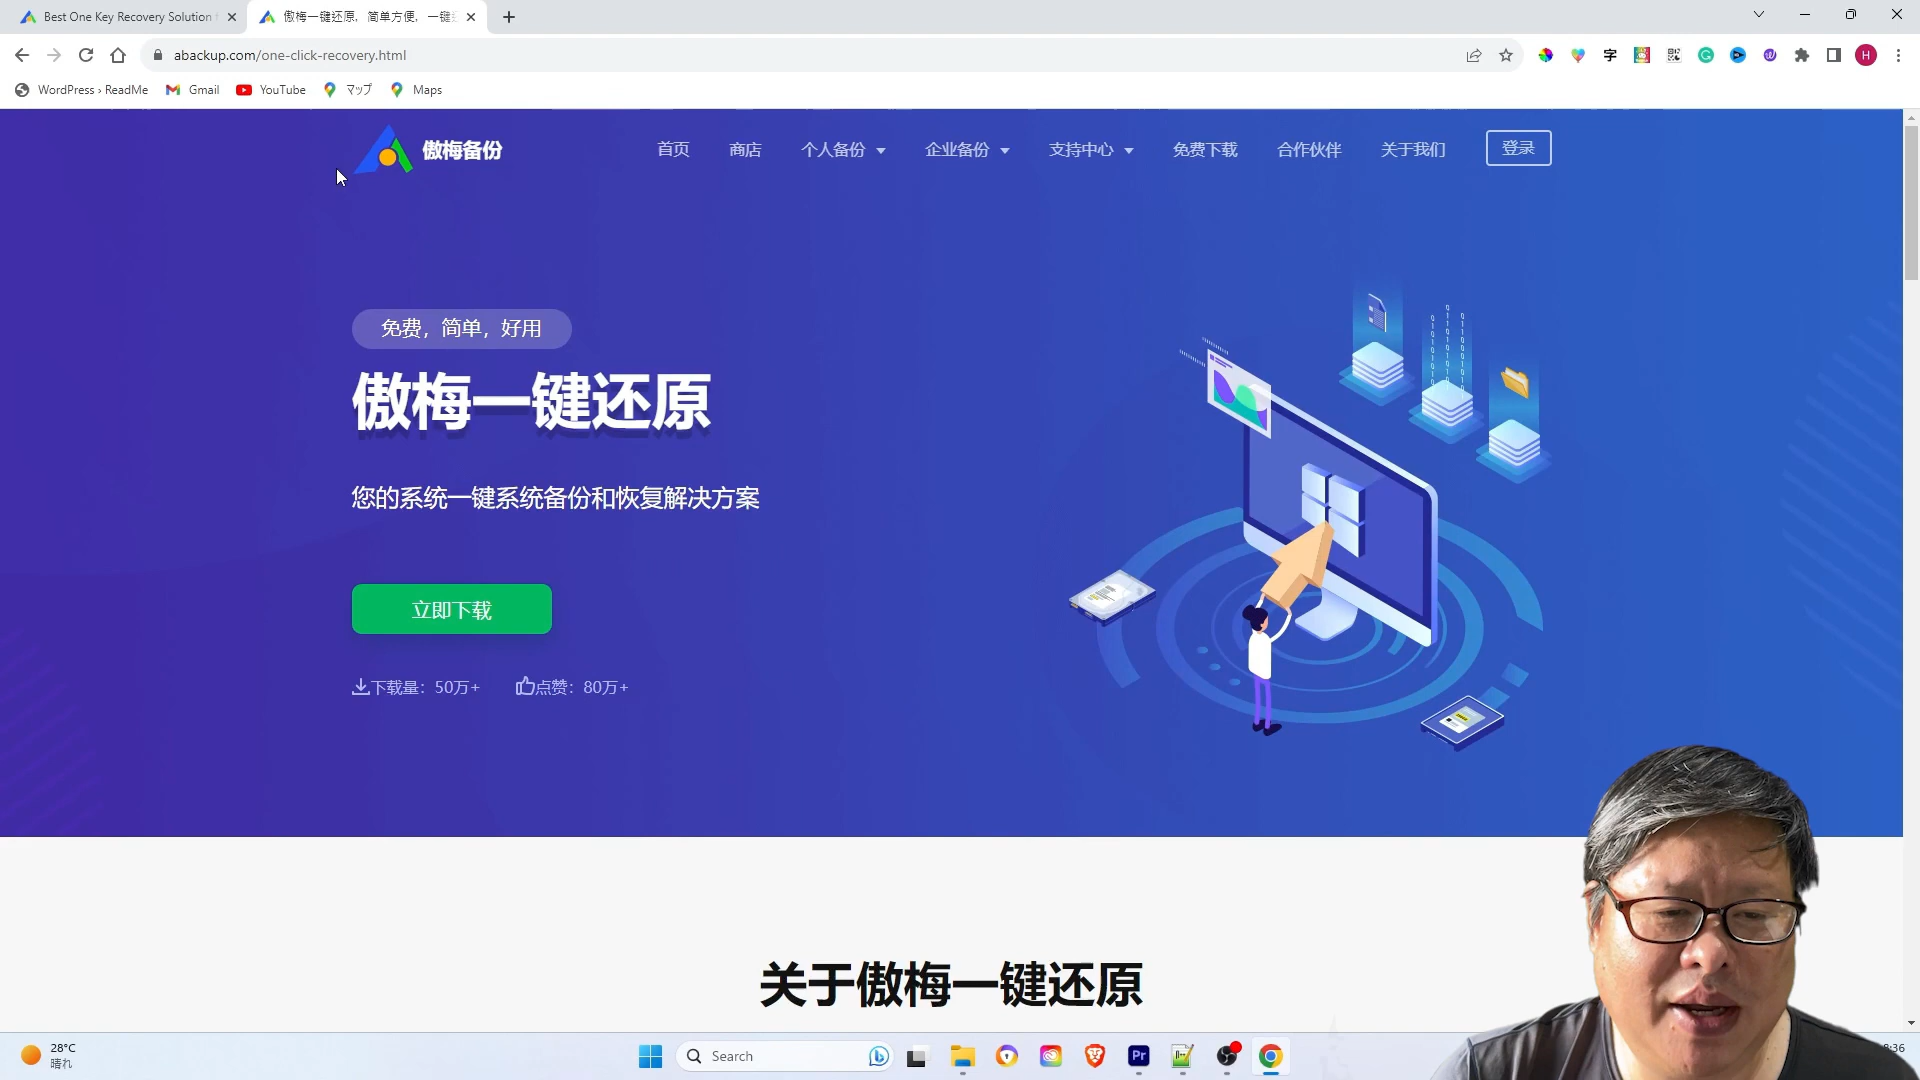 Best One Key Recovery Solution
傲梅一键还原，简单方便，一键
abackup.com/one-click-recovery.html
WordPress › ReadMe
Gmail
YouTube
マップ
Maps
傲梅备份
首页
商店
个人备份
企业备份
支持中心
免费下载
合作伙伴
关于我们
登录
免费，简单，好用
傲梅一键还原
您的系统一键系统备份和恢复解决方案
立即下载
下载量：50万+
点赞：80万+
关于傲梅一键还原
28°C
晴れ
Search